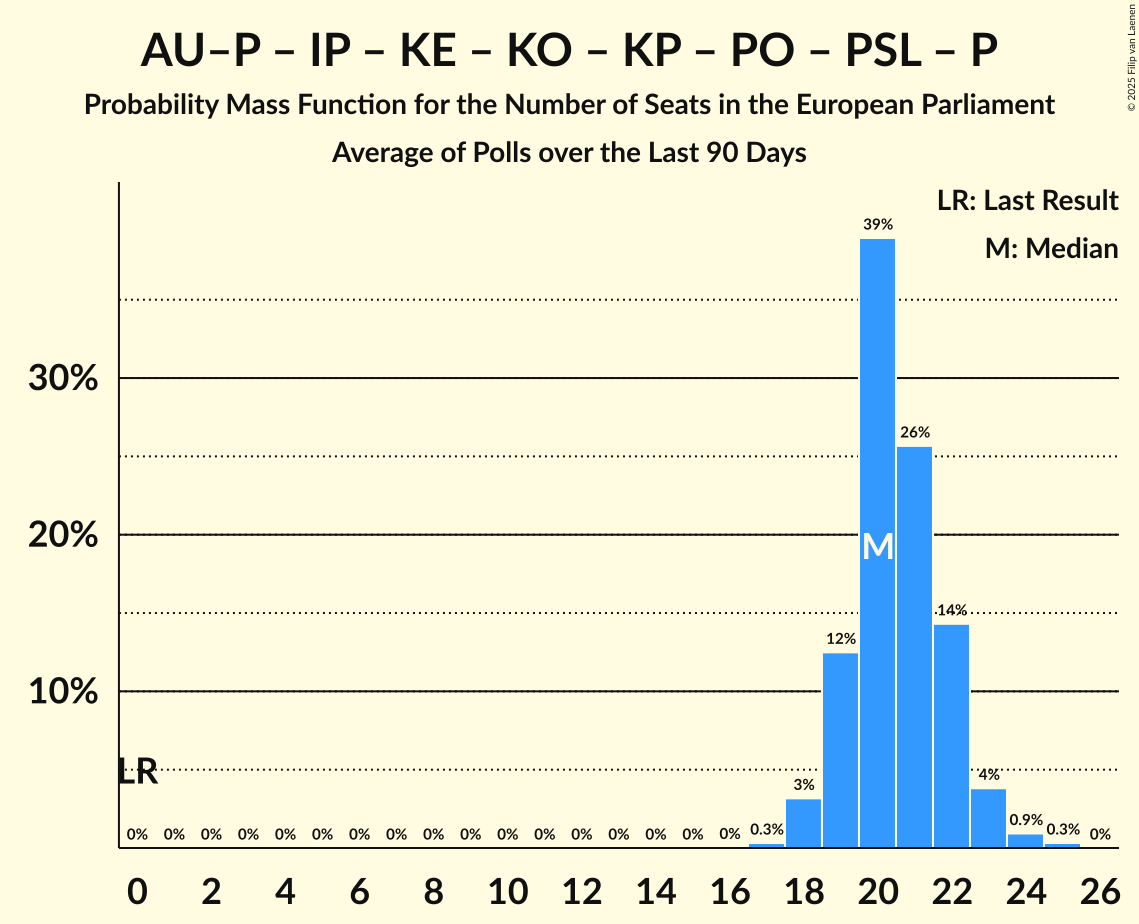 AU–P – IP – KE – KO – KP – PO – PSL – P
Probability Mass Function for the Number of Seats in the European Parliament
Average of Polls over the Last 90 Days
© 2025 Filip van Laenen
LR: Last Result
M: Median
39%
30%
26%
20%
M
14%
12%
10%
LR
4%
3%
0% 0% 0% 0% 0% 0% 0% 0% 0% 0% 0% 0% 0% 0% 0% 0% 0% 0.3% 0.9% 0.3% 0%
0 2 4 6 8 10 12 14 16 18 20 22 24 26